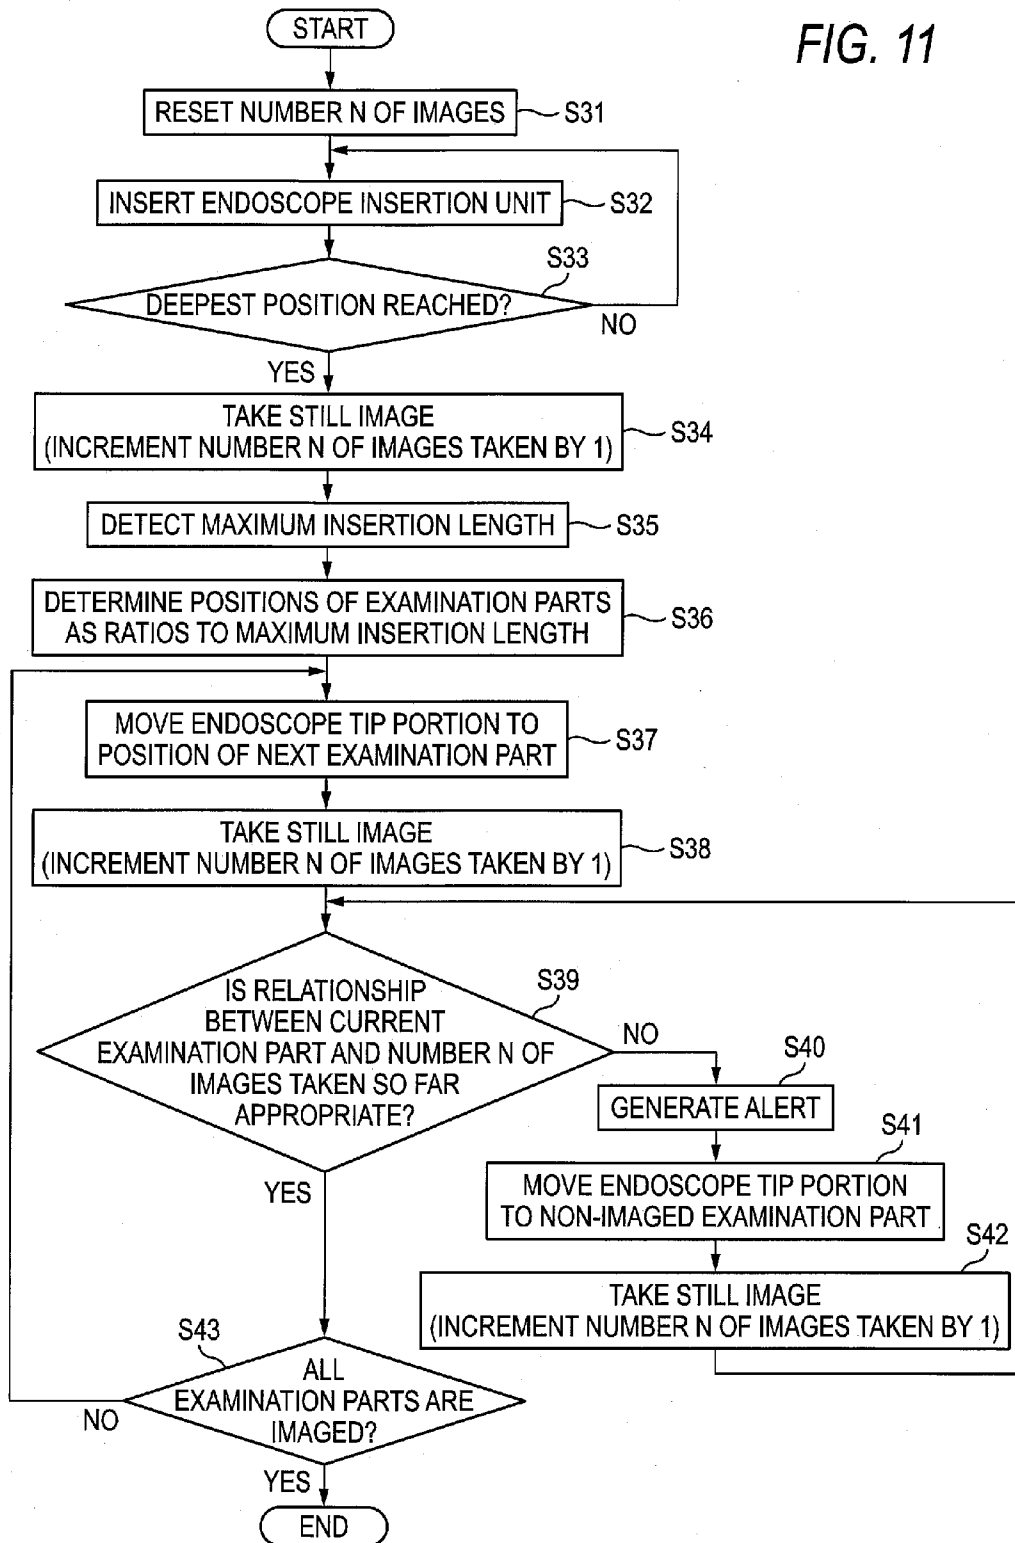 FIG. 11
START
RESET NUMBER N OF IMAGES
S31
INSERT ENDOSCOPE INSERTION UNIT
S32
S33
DEEPEST POSITION REACHED?
NO
YES
TAKE STILL IMAGE
(INCREMENT NUMBER N OF IMAGES TAKEN BY 1)
S34
DETECT MAXIMUM INSERTION LENGTH
S35
DETERMINE POSITIONS OF EXAMINATION PARTS
AS RATIOS TO MAXIMUM INSERTION LENGTH
S36
MOVE ENDOSCOPE TIP PORTION TO
POSITION OF NEXT EXAMINATION PART
S37
TAKE STILL IMAGE
(INCREMENT NUMBER N OF IMAGES TAKEN BY 1)
S38
S39
IS RELATIONSHIP
BETWEEN CURRENT
EXAMINATION PART AND NUMBER N OF
IMAGES TAKEN SO FAR
APPROPRIATE?
NO
YES
S40
GENERATE ALERT
S41
MOVE ENDOSCOPE TIP PORTION
TO NON-IMAGED EXAMINATION PART
S42
TAKE STILL IMAGE
(INCREMENT NUMBER N OF IMAGES TAKEN BY 1)
S43
ALL
EXAMINATION PARTS ARE
IMAGED?
NO
YES
END